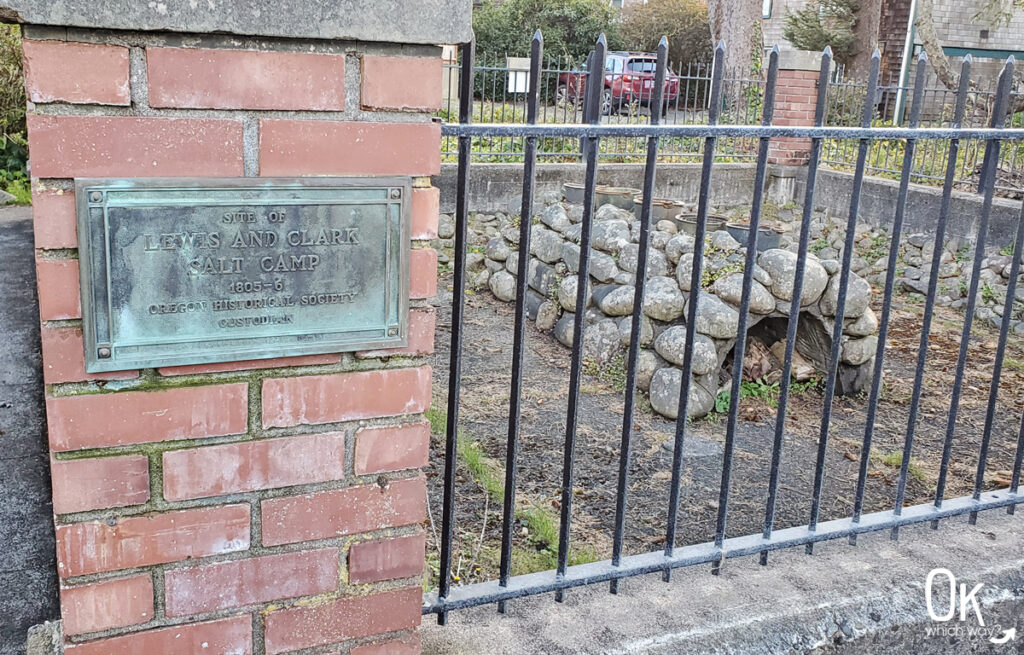 SITE OF
LEWIS AND CLARK
SALT CAMP
1805-6
OREGON HISTORICAL SOCIETY
CUSTODIAN
OK
which way?